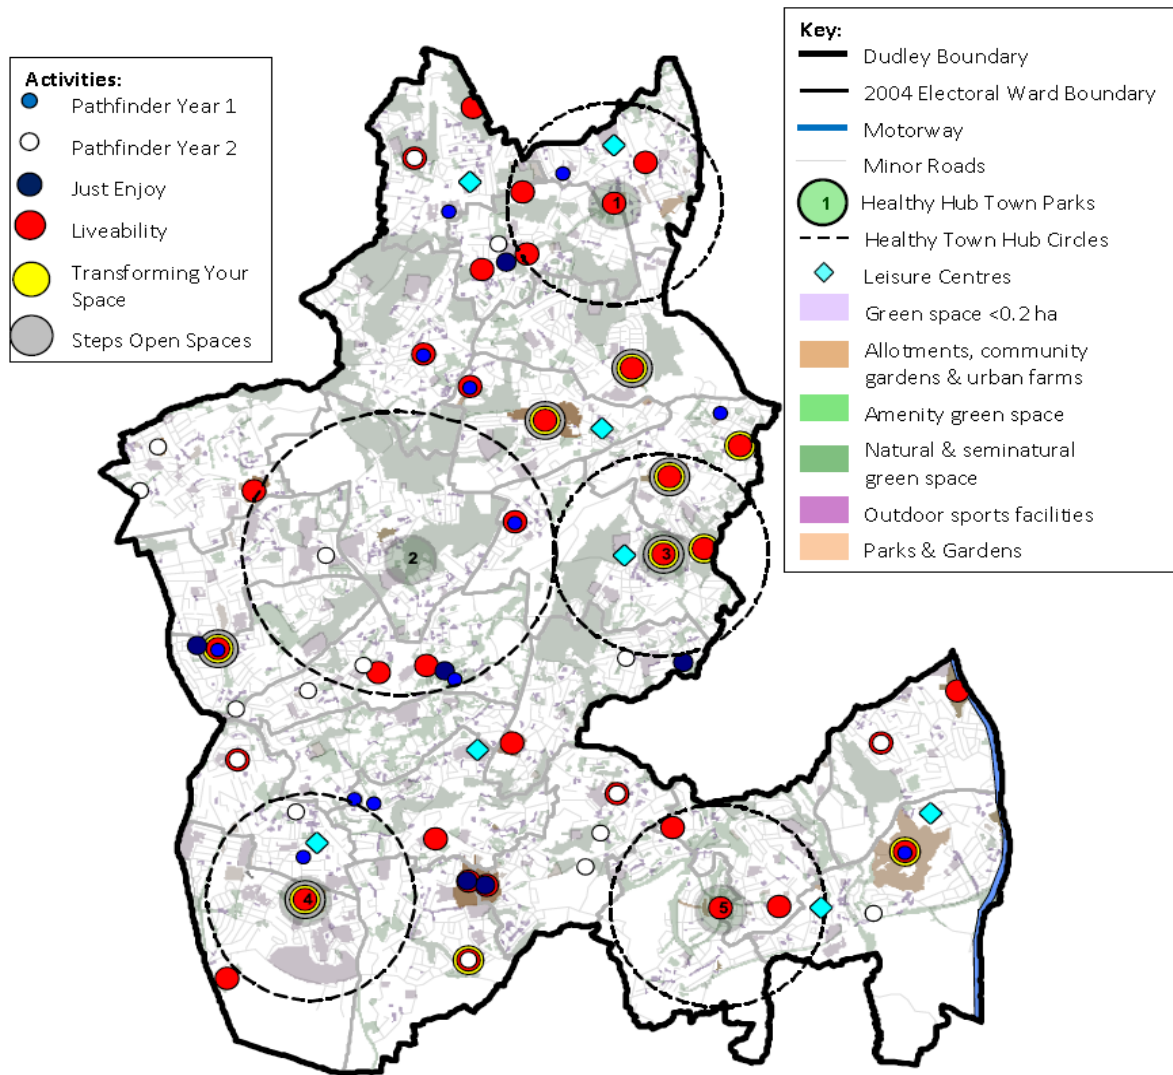 Activities:
Pathfinder Year 1
Pathfinder Year 2
Just Enjoy
Liveability
Transforming Your
Space
Steps Open Spaces
Key:
Dudley Boundary
2004 Electoral Ward Boundary
Motorway
Minor Roads
1 Healthy Hub Town Parks
Healthy Town Hub Circles
Leisure Centres
Green space <0.2 ha
Allotments, community
gardens & urban farms
Amenity green space
Natural & seminatural
green space
Outdoor sports facilities
Parks & Gardens
1
2
3
4
5